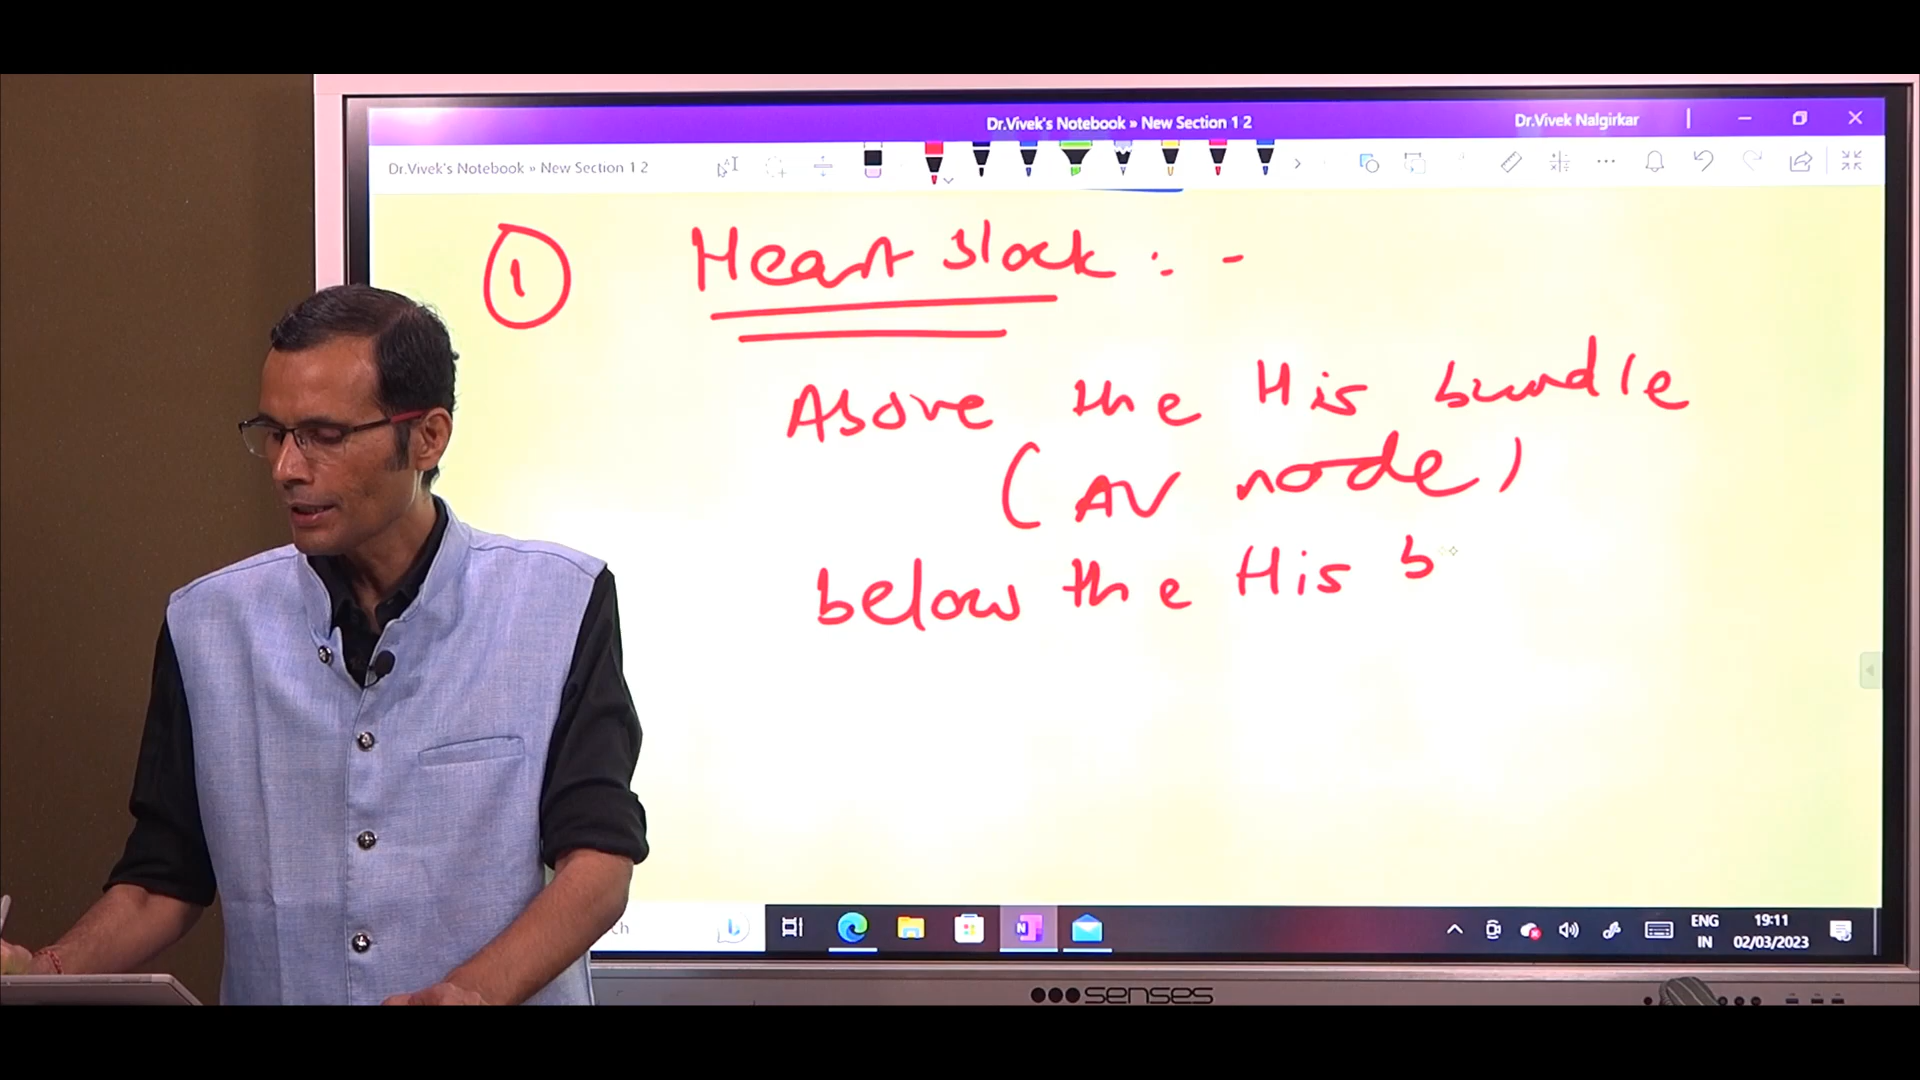 Dr.Vivek's Notebook » New Section 1 2
Dr.Vivek Nalgirkar
Dr.Vivek's Notebook » New Section 1 2
1 Heart Block : -
Above the His bundle
(AV node)
below the His b
ch
ENG
IN
19:11
02/03/2023
senses